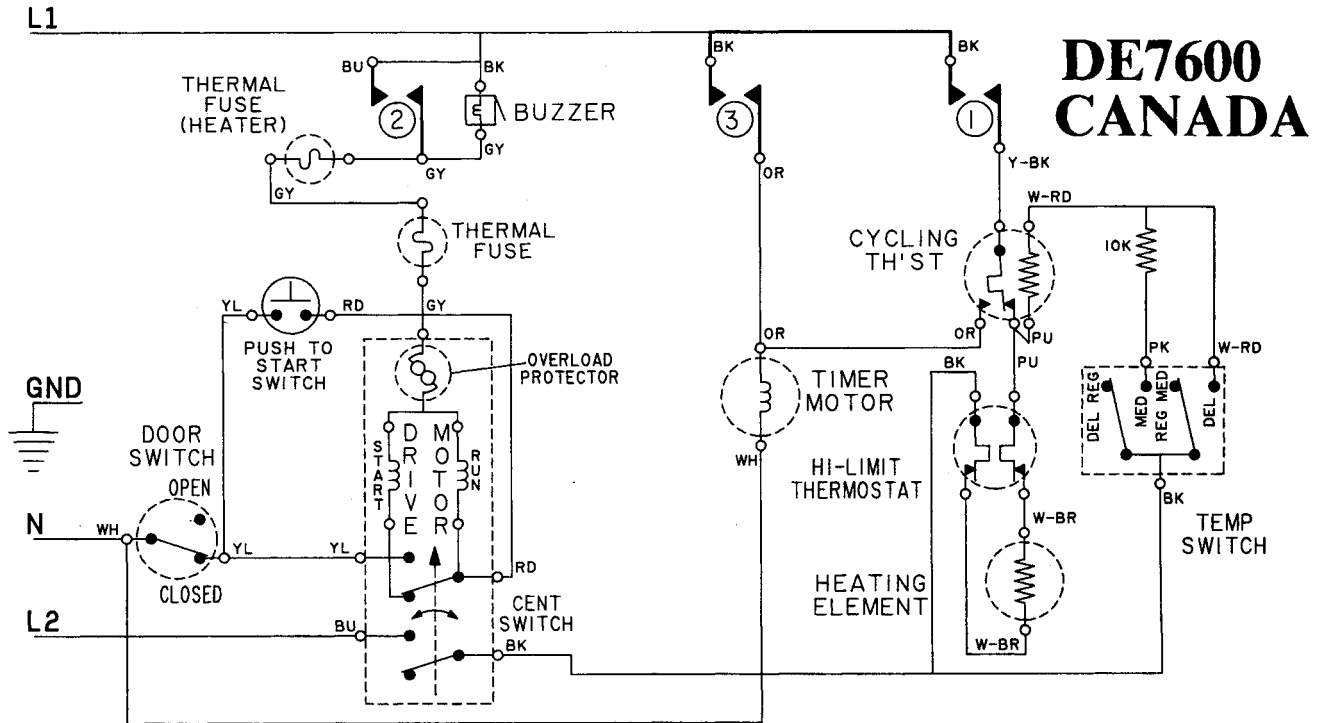 L1
DE7600
CANADA
BU
BK
BK
BK
THERMAL
FUSE
(HEATER)
2
BUZZER
3
1
GY
GY
GY
OR
Y-BK
W-RD
THERMAL
FUSE
CYCLING
TH'ST
10K
YL
RD
GY
PUSH TO
START
SWITCH
OR
OR
PU
PU
BK
PK
W-RD
OVERLOAD
PROTECTOR
TIMER
MOTOR
GND
DOOR
SWITCH
OPEN
CLOSED
START
DRIVE
MOTOR
RUN
WH
HI-LIMIT
THERMOSTAT
DEL REG
MED
REG MED
DEL
BK
TEMP
SWITCH
W-BR
N
WH
YL
YL
RD
HEATING
ELEMENT
CENT
SWITCH
L2
BU
BK
W-BR